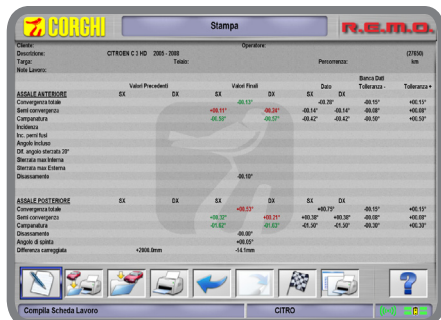 CORGHI
Stampa
R.E.M.O.
Cliente: Operatore:
Descrizione: CITROEN C 3 HD 2005 - 2008 (27650)
Targa: Telaio: Percorrenza: km
Note Lavoro:
Banca Dati
Valori Precedenti Valori Finali Dato Tolleranza - Tolleranza +
ASSALE ANTERIORE SX DX SX DX SX DX
Convergenza totale -00.13° -00.28° -00.15° +00.15°
Semi convergenza +00.11° -00.24° -00.14° -00.14° -00.08° +00.08°
Campanatura -00.50° -00.57° -00.42° -00.42° -00.50° +00.50°
Incidenza
Inc. perni fusi
Angolo Incluso
Dif. angolo sterzata 20°
Sterzata max Interna
Sterzata max Esterna
Disassamento -00.10°
ASSALE POSTERIORE SX DX SX DX SX DX
Convergenza totale +00.53° +00.75° -00.15° +00.15°
Semi convergenza +00.32° +00.21° +00.38° +00.38° -00.08° +00.08°
Campanatura -01.62° -01.63° -01.50° -01.50° -00.30° +00.30°
Disassamento -00.00°
Angolo di spinta +00.05°
Differenza carreggiata +2000.0mm -14.1mm
?
Compila Scheda Lavoro CITRO